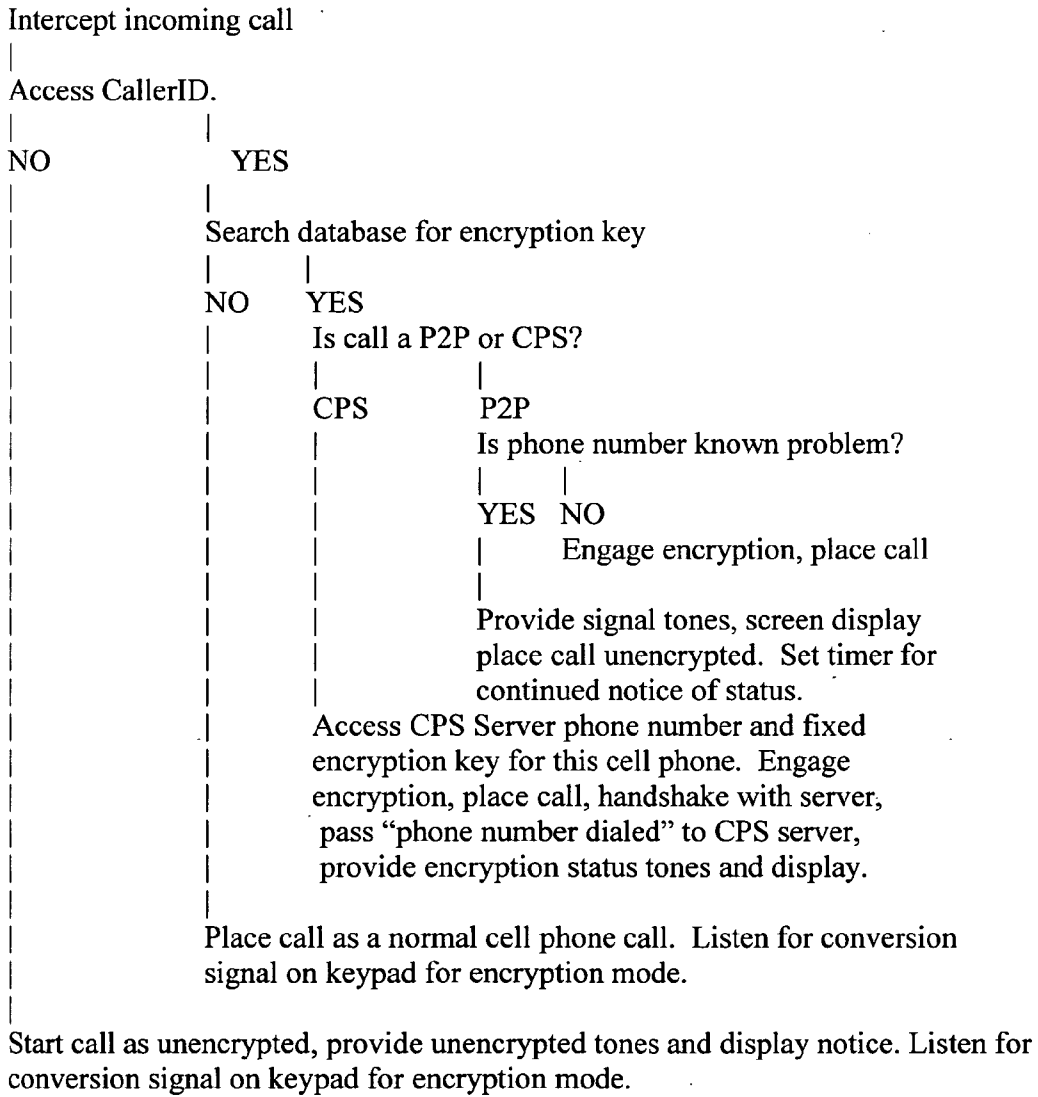 Intercept incoming call
Access CallerID.
NO YES
Search database for encryption key
NO YES
Is call a P2P or CPS?
CPS P2P
Is phone number known problem?
YES NO
Engage encryption, place call
Provide signal tones, screen display
place call unencrypted. Set timer for
continued notice of status.
Access CPS Server phone number and fixed
encryption key for this cell phone. Engage
encryption, place call, handshake with server,
pass “phone number dialed” to CPS server,
provide encryption status tones and display.
Place call as a normal cell phone call. Listen for conversion
signal on keypad for encryption mode.
Start call as unencrypted, provide unencrypted tones and display notice. Listen for
conversion signal on keypad for encryption mode.